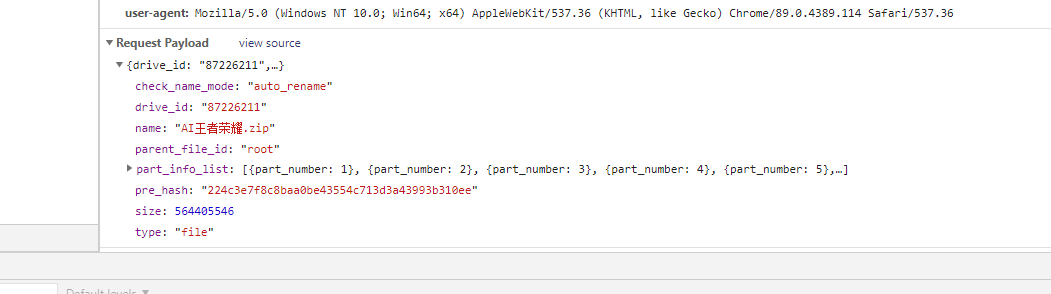 user-agent: Mozilla/5.0 (Windows NT 10.0; Win64; x64) AppleWebKit/537.36 (KHTML, like Gecko) Chrome/89.0.4389.114 Safari/537.36
▼Request Payload view source
▼{drive_id: "87226211",…}
check_name_mode: "auto_rename"
drive_id: "87226211"
name: "AI王者荣耀.zip"
parent_file_id: "root"
▶part_info_list: [{part_number: 1}, {part_number: 2}, {part_number: 3}, {part_number: 4}, {part_number: 5},…]
pre_hash: "224c3e7f8c8baa0be43554c713d3a43993b310ee"
size: 564405546
type: "file"
Default levels ▼